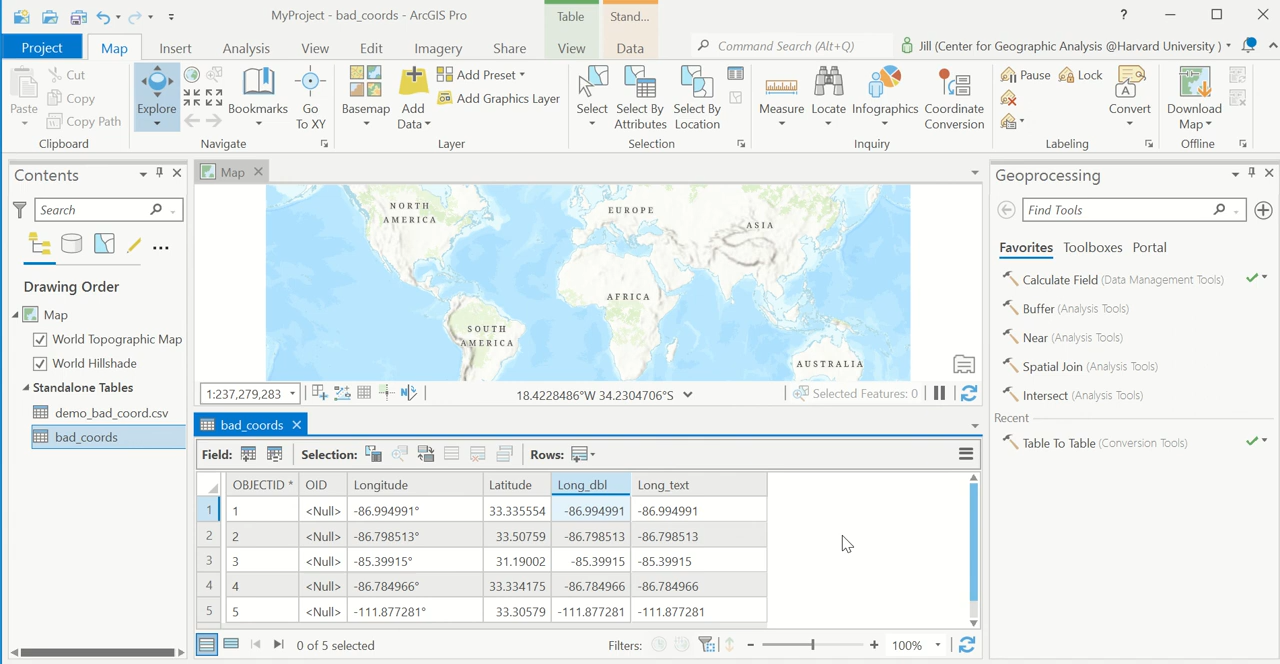 MyProject - bad_coords - ArcGIS Pro
Table
Stand...
?
Project
Map
Insert
Analysis
View
Edit
Imagery
Share
View
Data
Command Search (Alt+Q)
Jill (Center for Geographic Analysis @Harvard University )
Paste
Cut
Copy
Copy Path
Clipboard
Explore
Bookmarks
Go
To XY
Navigate
Basemap
Add
Data
Add Preset
Add Graphics Layer
Layer
Select
Select By
Attributes
Select By
Location
Selection
Measure
Locate
Infographics
Coordinate
Conversion
Inquiry
Pause
Lock
Convert
Labeling
Download
Map
Offline
Contents
Search
Drawing Order
Map
World Topographic Map
World Hillshade
Standalone Tables
demo_bad_coord.csv
bad_coords
Map
NORTH
AMERICA
EUROPE
ASIA
AFRICA
SOUTH
AMERICA
AUSTRALIA
1:237,279,283
18.4228486°W 34.2304706°S
Selected Features: 0
bad_coords
Field:
Selection:
Rows:
OBJECTID * OID Longitude Latitude Long_dbl Long_text
1 1 <Null> -86.994991° 33.335554 -86.994991 -86.994991
2 2 <Null> -86.798513° 33.50759 -86.798513 -86.798513
3 3 <Null> -85.39915° 31.19002 -85.39915 -85.39915
4 4 <Null> -86.784966° 33.334175 -86.784966 -86.784966
5 5 <Null> -111.877281° 33.30579 -111.877281 -111.877281
0 of 5 selected
Filters:
- + 100%
Geoprocessing
Find Tools
Favorites
Toolboxes
Portal
Calculate Field (Data Management Tools)
Buffer (Analysis Tools)
Near (Analysis Tools)
Spatial Join (Analysis Tools)
Intersect (Analysis Tools)
Recent
Table To Table (Conversion Tools)